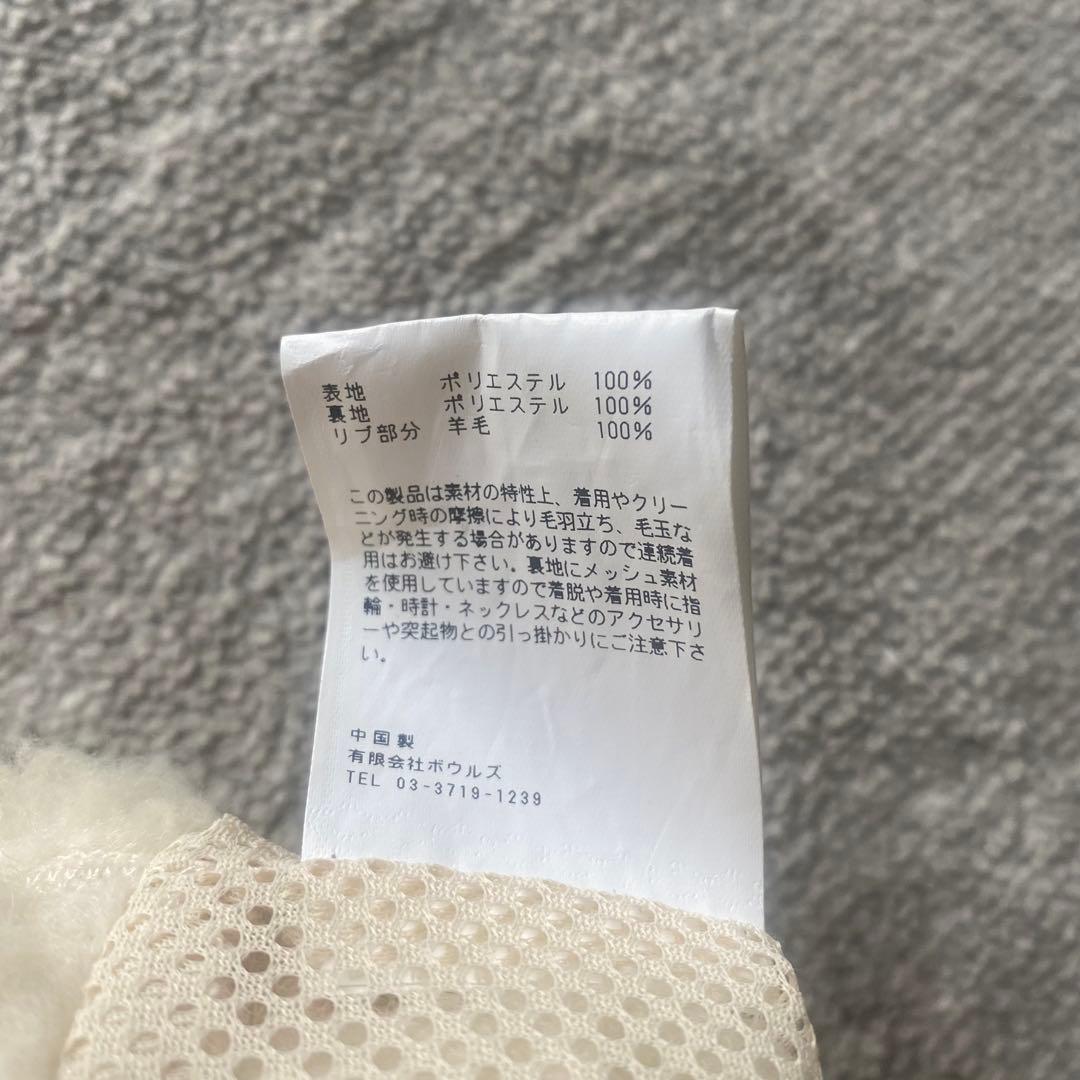 表地 ポリエステル 100%
裏地 ポリエステル 100%
リブ部分 羊毛 100%
この製品は素材の特性上、着用やクリー
ニング時の摩擦により毛羽立ち、毛玉な
どが発生する場合がありますので連続着
用はお避け下さい。裏地にメッシュ素材
を使用していますので着脱や着用時に指
輪・時計・ネックレスなどのアクセサリ
ーや突起物との引っ掛かりにご注意下さ
い。
中国製
有限会社ボウルズ
TEL 03-3719-1239